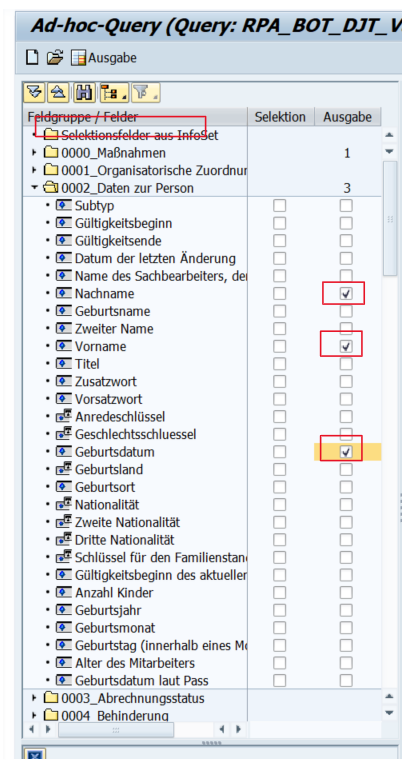 Ad-hoc-Query (Query: RPA_BOT_DJT_V
Ausgabe
Feldgruppe / Felder Selektion Ausgabe
Selektionsfelder aus InfoSet
0000_Maßnahmen 1
0001_Organisatorische Zuordnur
0002_Daten zur Person 3
Subtyp
Gültigkeitsbeginn
Gültigkeitsende
Datum der letzten Änderung
Name des Sachbearbeiters, der
Nachname
Geburtsname
Zweiter Name
Vorname
Titel
Zusatzwort
Vorsatzwort
Anredeschlüssel
Geschlechtsschluessel
Geburtsdatum
Geburtsland
Geburtsort
Nationalität
Zweite Nationalität
Dritte Nationalität
Schlüssel für den Familienstan
Gültigkeitsbeginn des aktueller
Anzahl Kinder
Geburtsjahr
Geburtsmonat
Geburtstag (innerhalb eines Mo
Alter des Mitarbeiters
Geburtsdatum laut Pass
0003_Abrechnungsstatus
0004_Behinderung